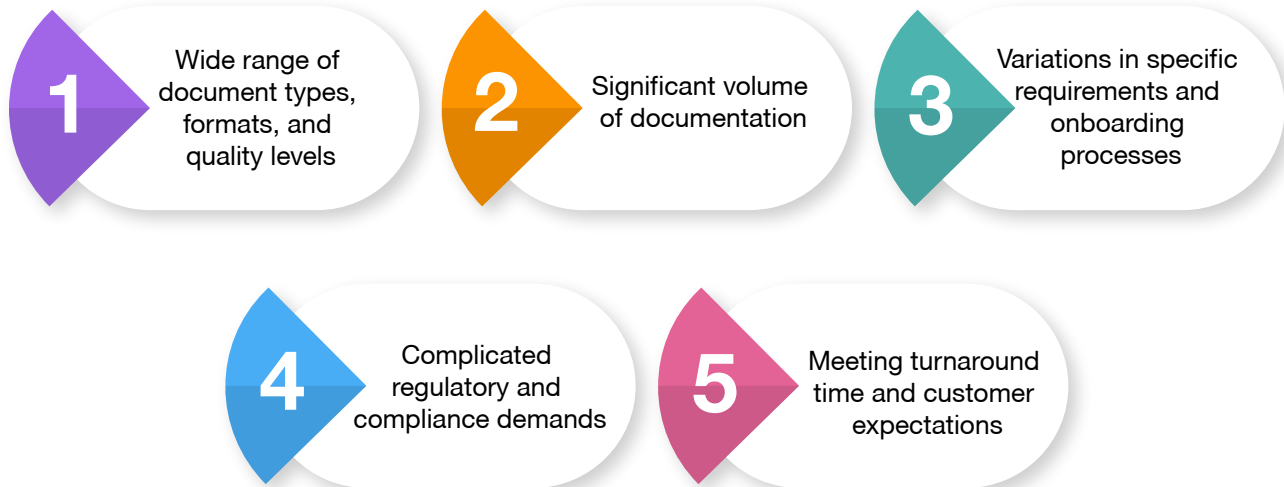 1
Wide range of
document types,
formats, and
quality levels
2
Significant volume
of documentation
3
Variations in specific
requirements and
onboarding
processes
4
Complicated
regulatory and
compliance demands
5
Meeting turnaround
time and customer
expectations